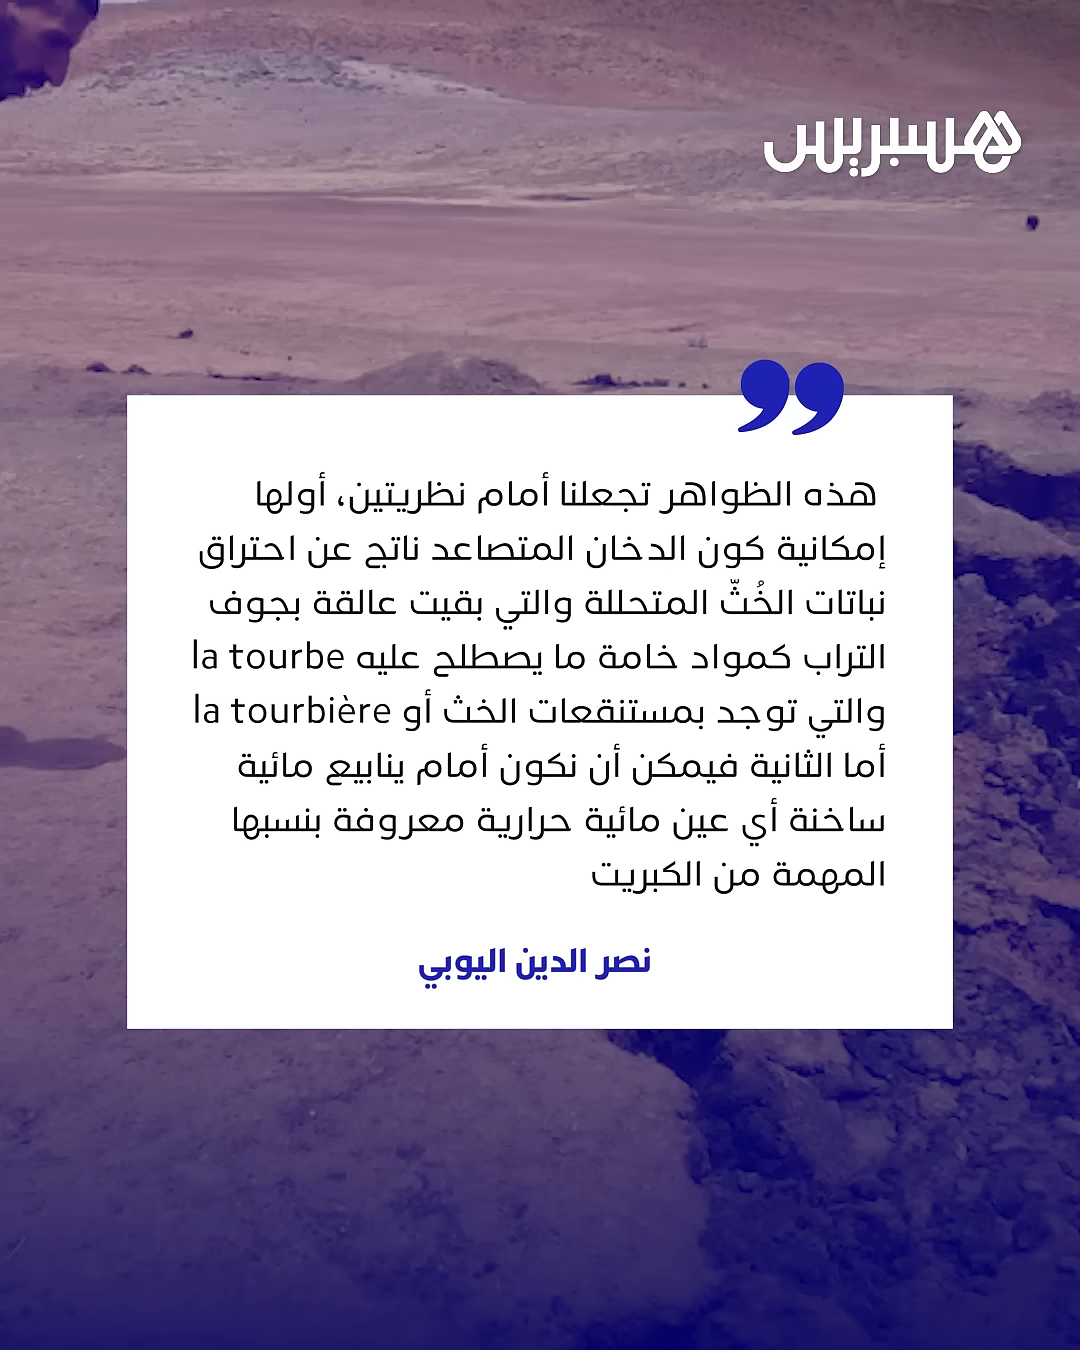 هسبريس
هذه الظواهر تجعلنا أمام نظريتين، أولها
إمكانية كون الدخان المتصاعد ناتج عن احتراق
نباتات الخُثّ المتحللة والتي بقيت عالقة بجوف
التراب كمواد خامة ما يصطلح عليه la tourbe
والتي توجد بمستنقعات الخث أو la tourbière
أما الثانية فيمكن أن نكون أمام ينابيع مائية
ساخنة أي عين مائية حرارية معروفة بنسبها
المهمة من الكبريت
نصر الدين اليوبي